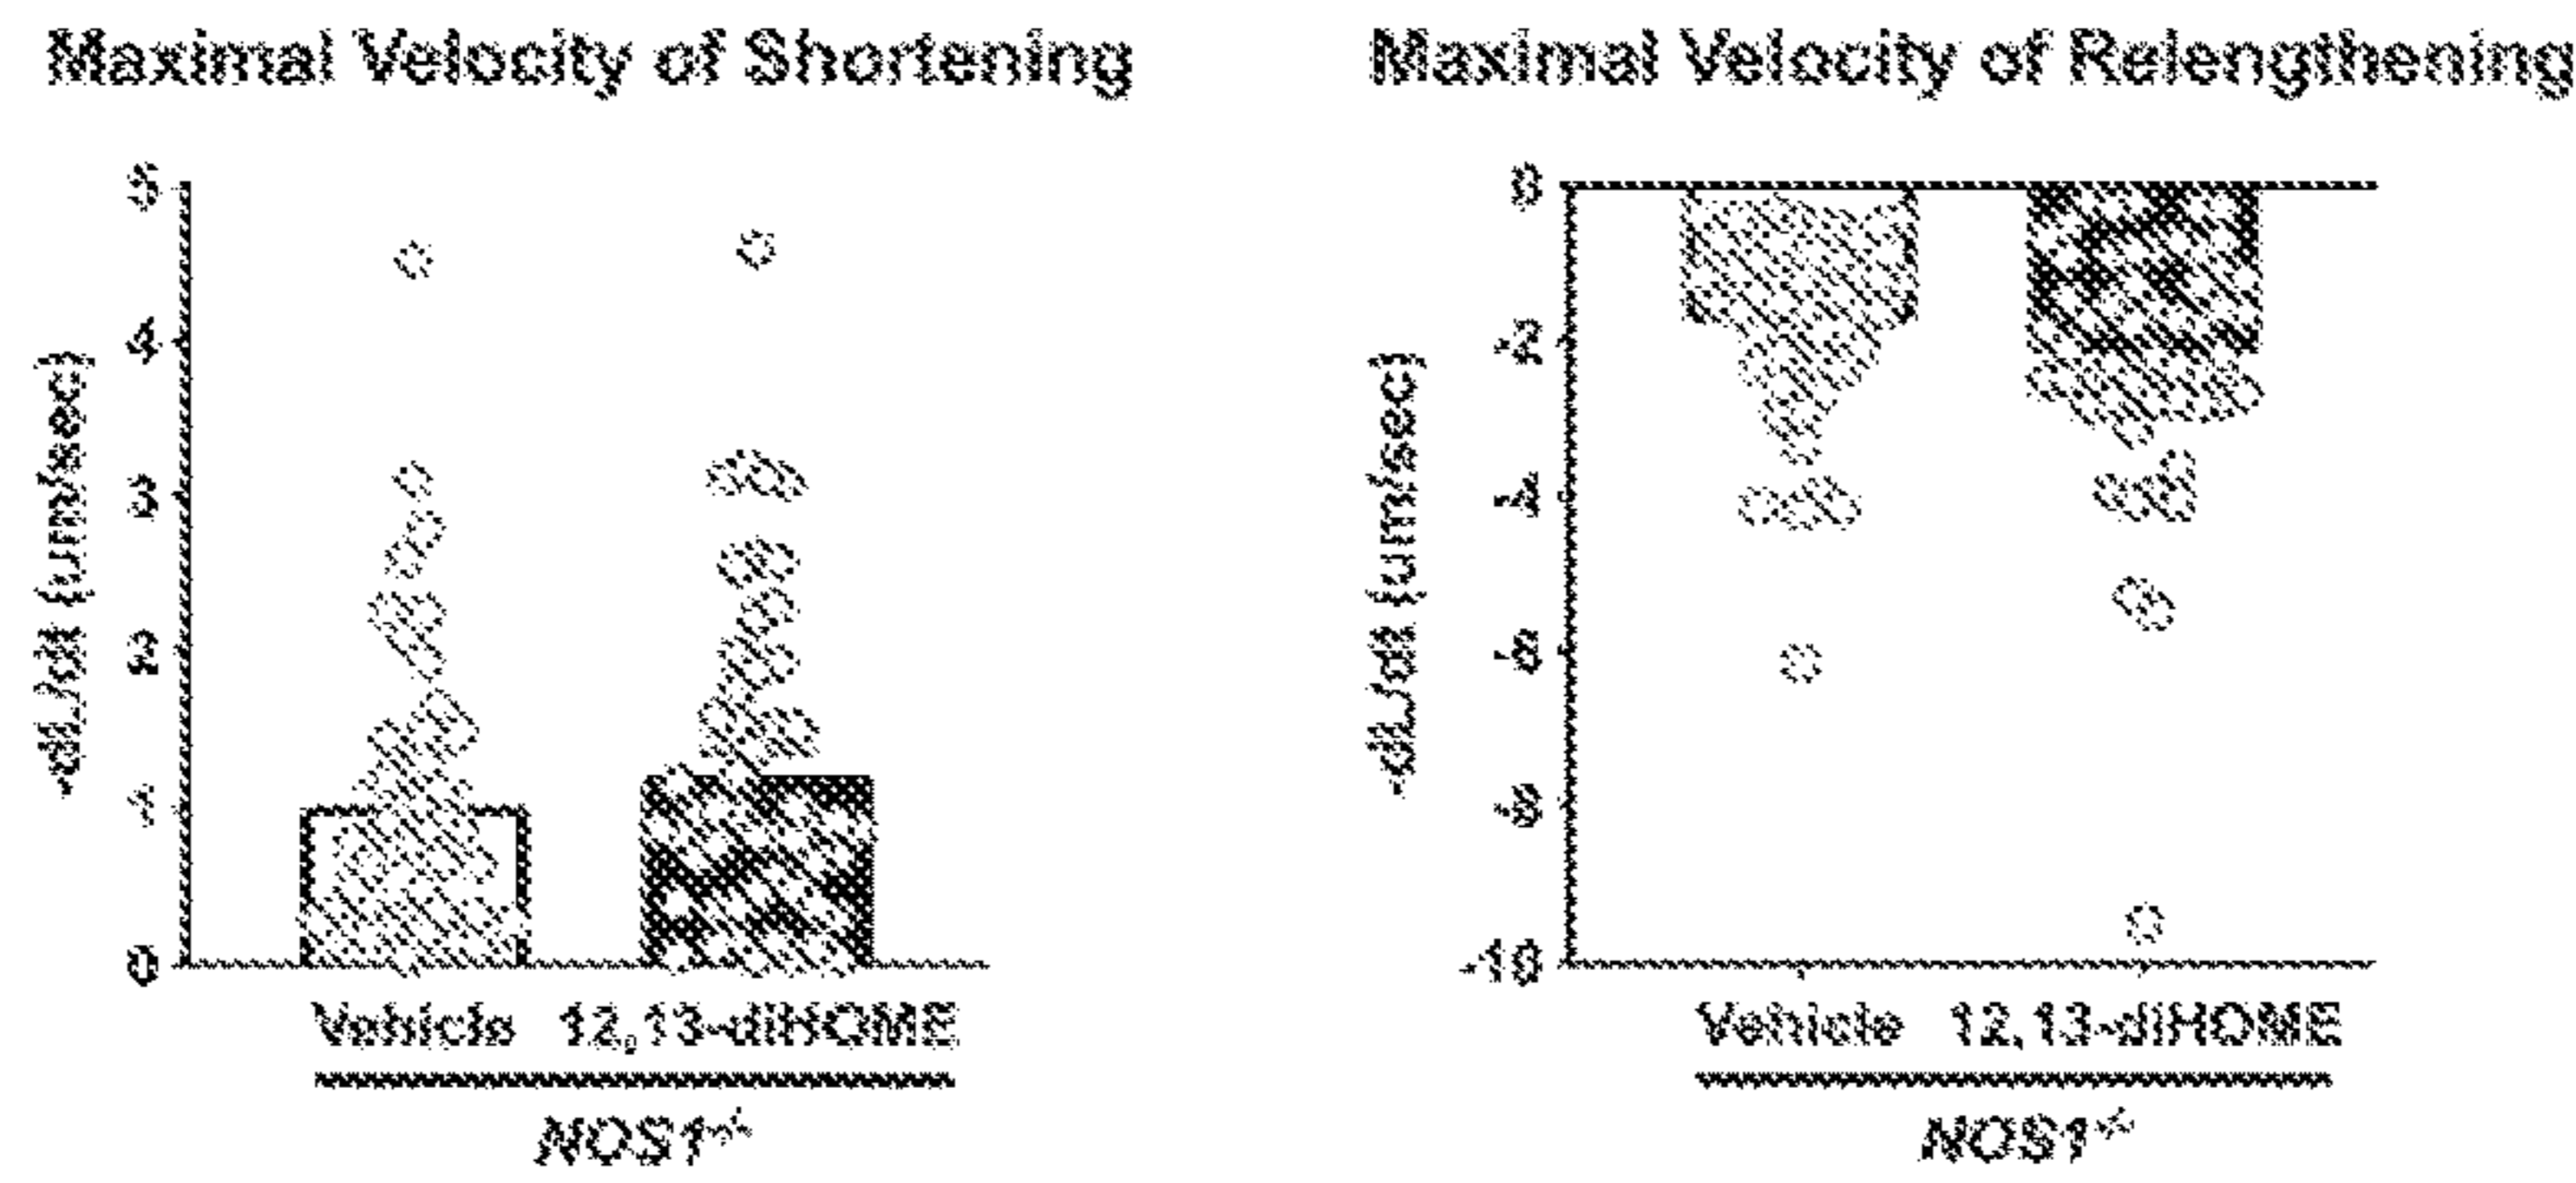 Maximal Velocity of Shortening
-dL/dt (um/sec)
5
4
3
2
1
0
Vehicle 12,13-diHOME
NOS1-/-
Maximal Velocity of Relengthening
-dL/dt (um/sec)
0
-2
-4
-6
-8
-10
Vehicle 12,13-diHOME
NOS1-/-